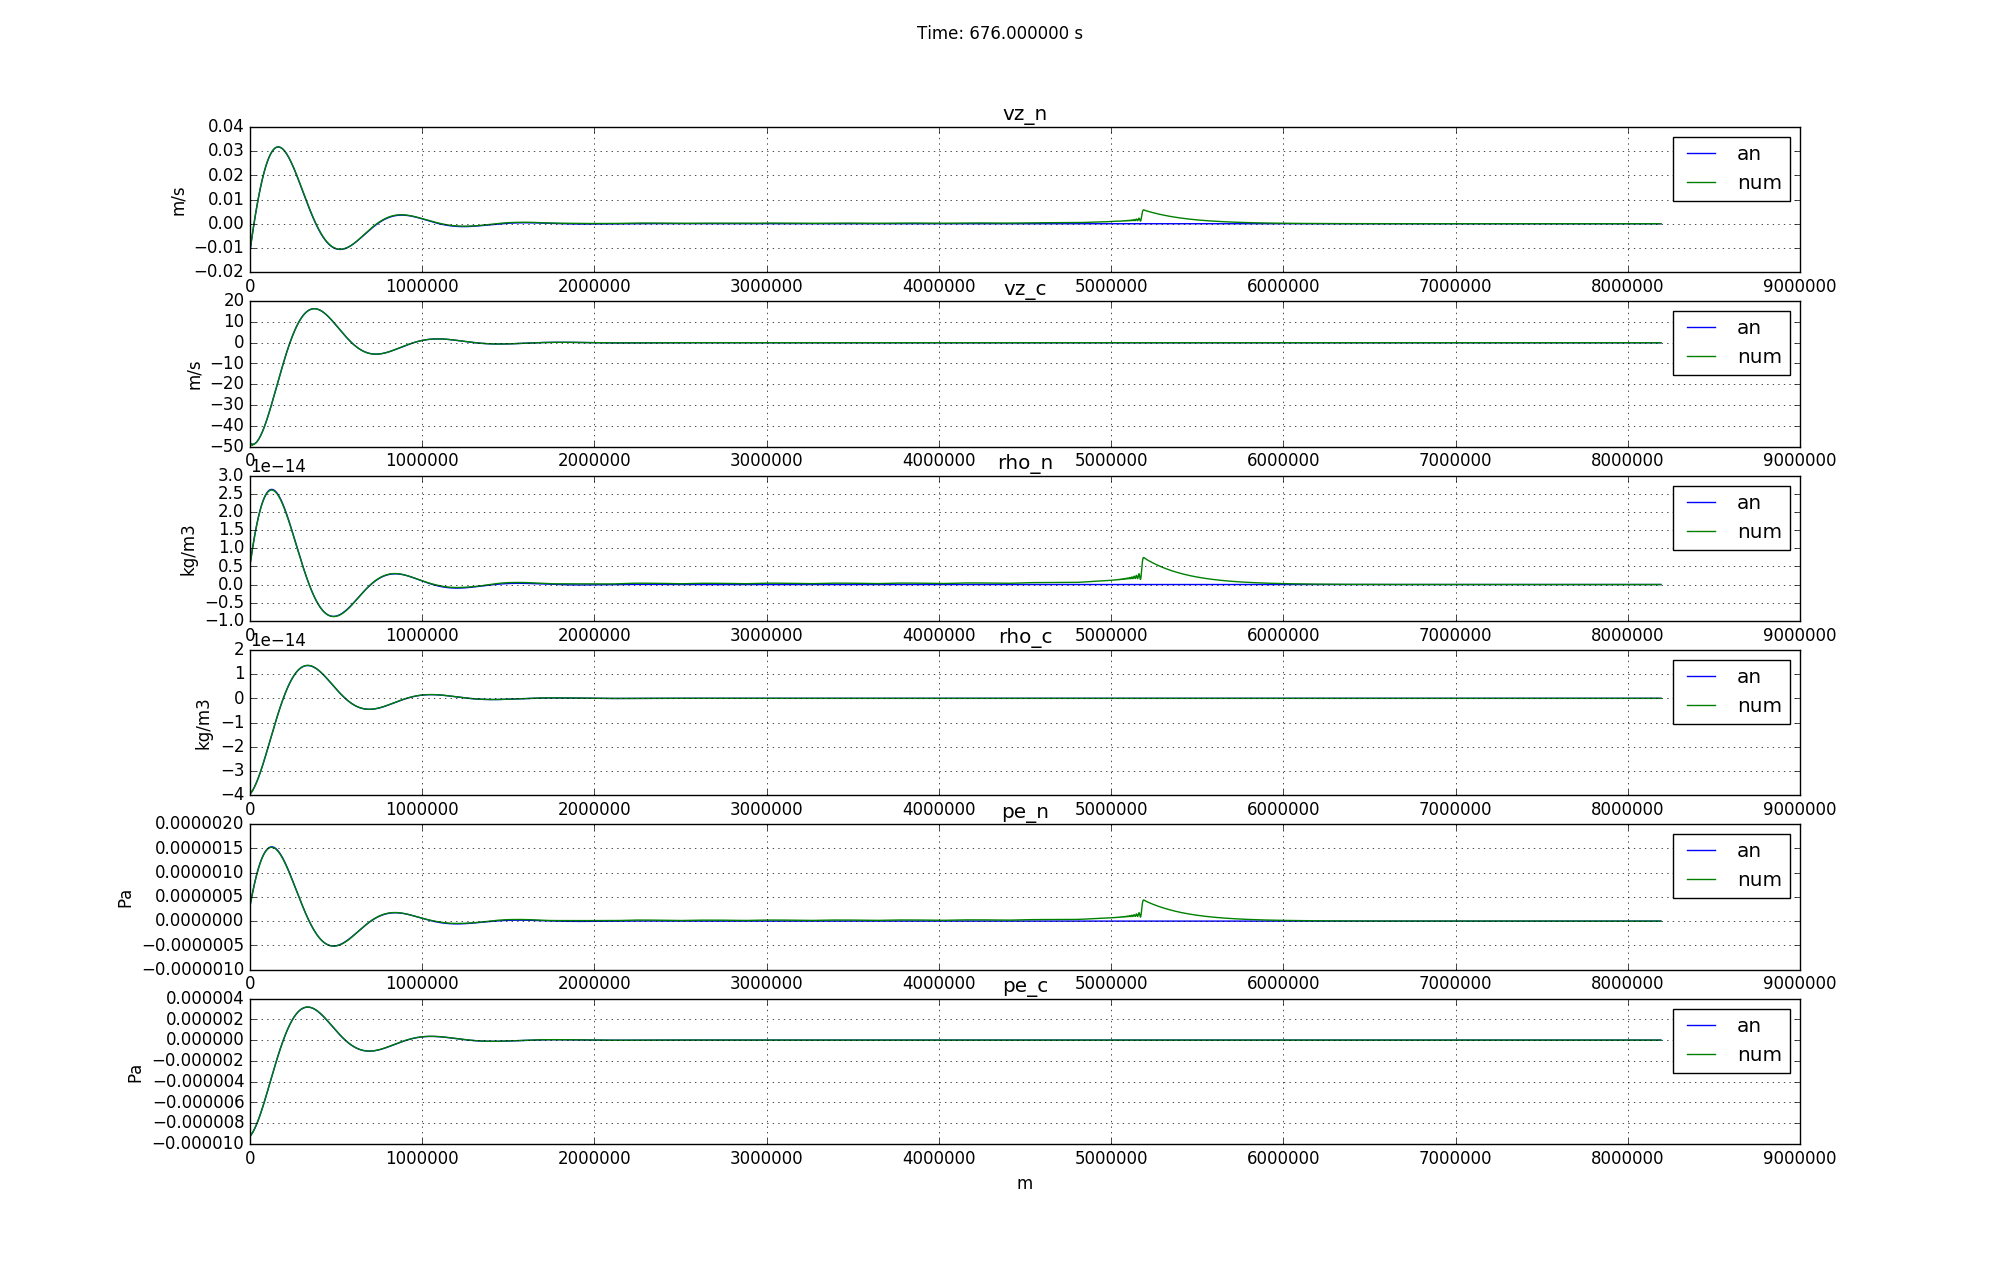 Time: 676.000000 s
vz_n
0.04
0.03
0.02
0.01
0.00
−0.01
−0.02
m/s
an
num
0 1000000 2000000 3000000 4000000 5000000 6000000 7000000 8000000 9000000
vz_c
20
10
0
−10
−20
−30
−40
−50
m/s
an
num
0 1000000 2000000 3000000 4000000 5000000 6000000 7000000 8000000 9000000
1e−14
rho_n
3.0
2.5
2.0
1.5
1.0
0.5
0.0
−0.5
−1.0
kg/m3
an
num
0 1000000 2000000 3000000 4000000 5000000 6000000 7000000 8000000 9000000
1e−14
rho_c
2
1
0
−1
−2
−3
−4
kg/m3
an
num
0 1000000 2000000 3000000 4000000 5000000 6000000 7000000 8000000 9000000
pe_n
0.0000020
0.0000015
0.0000010
0.0000005
0.0000000
−0.0000005
−0.0000010
Pa
an
num
0 1000000 2000000 3000000 4000000 5000000 6000000 7000000 8000000 9000000
pe_c
0.000004
0.000002
0.000000
−0.000002
−0.000004
−0.000006
−0.000008
−0.000010
Pa
an
num
0 1000000 2000000 3000000 4000000 5000000 6000000 7000000 8000000 9000000
m